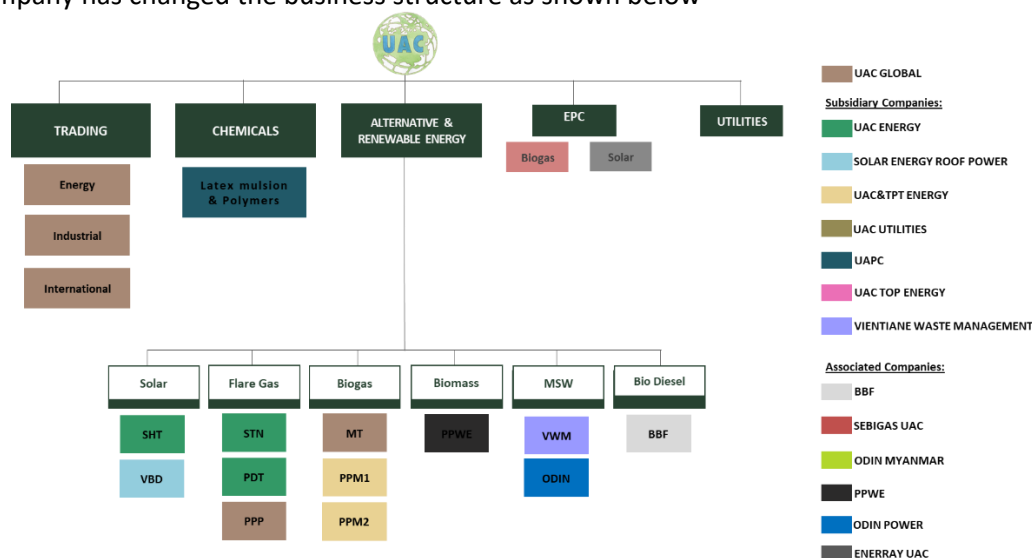 ompany has changed the business structure as shown below
UAC
TRADING
CHEMICALS
ALTERNATIVE &
RENEWABLE ENERGY
EPC
UTILITIES
Energy
Industrial
International
Latex mulsion
& Polymers
Biogas
Solar
Solar
Flare Gas
Biogas
Biomass
MSW
Bio Diesel
SHT
STN
MT
PPWE
VWM
BBF
VBD
PDT
PPM1
ODIN
PPP
PPM2
UAC GLOBAL
Subsidiary Companies:
UAC ENERGY
SOLAR ENERGY ROOF POWER
UAC&TPT ENERGY
UAC UTILITIES
UAPC
UAC TOP ENERGY
VIENTIANE WASTE MANAGEMENT
Associated Companies:
BBF
SEBIGAS UAC
ODIN MYANMAR
PPWE
ODIN POWER
ENERRAY UAC